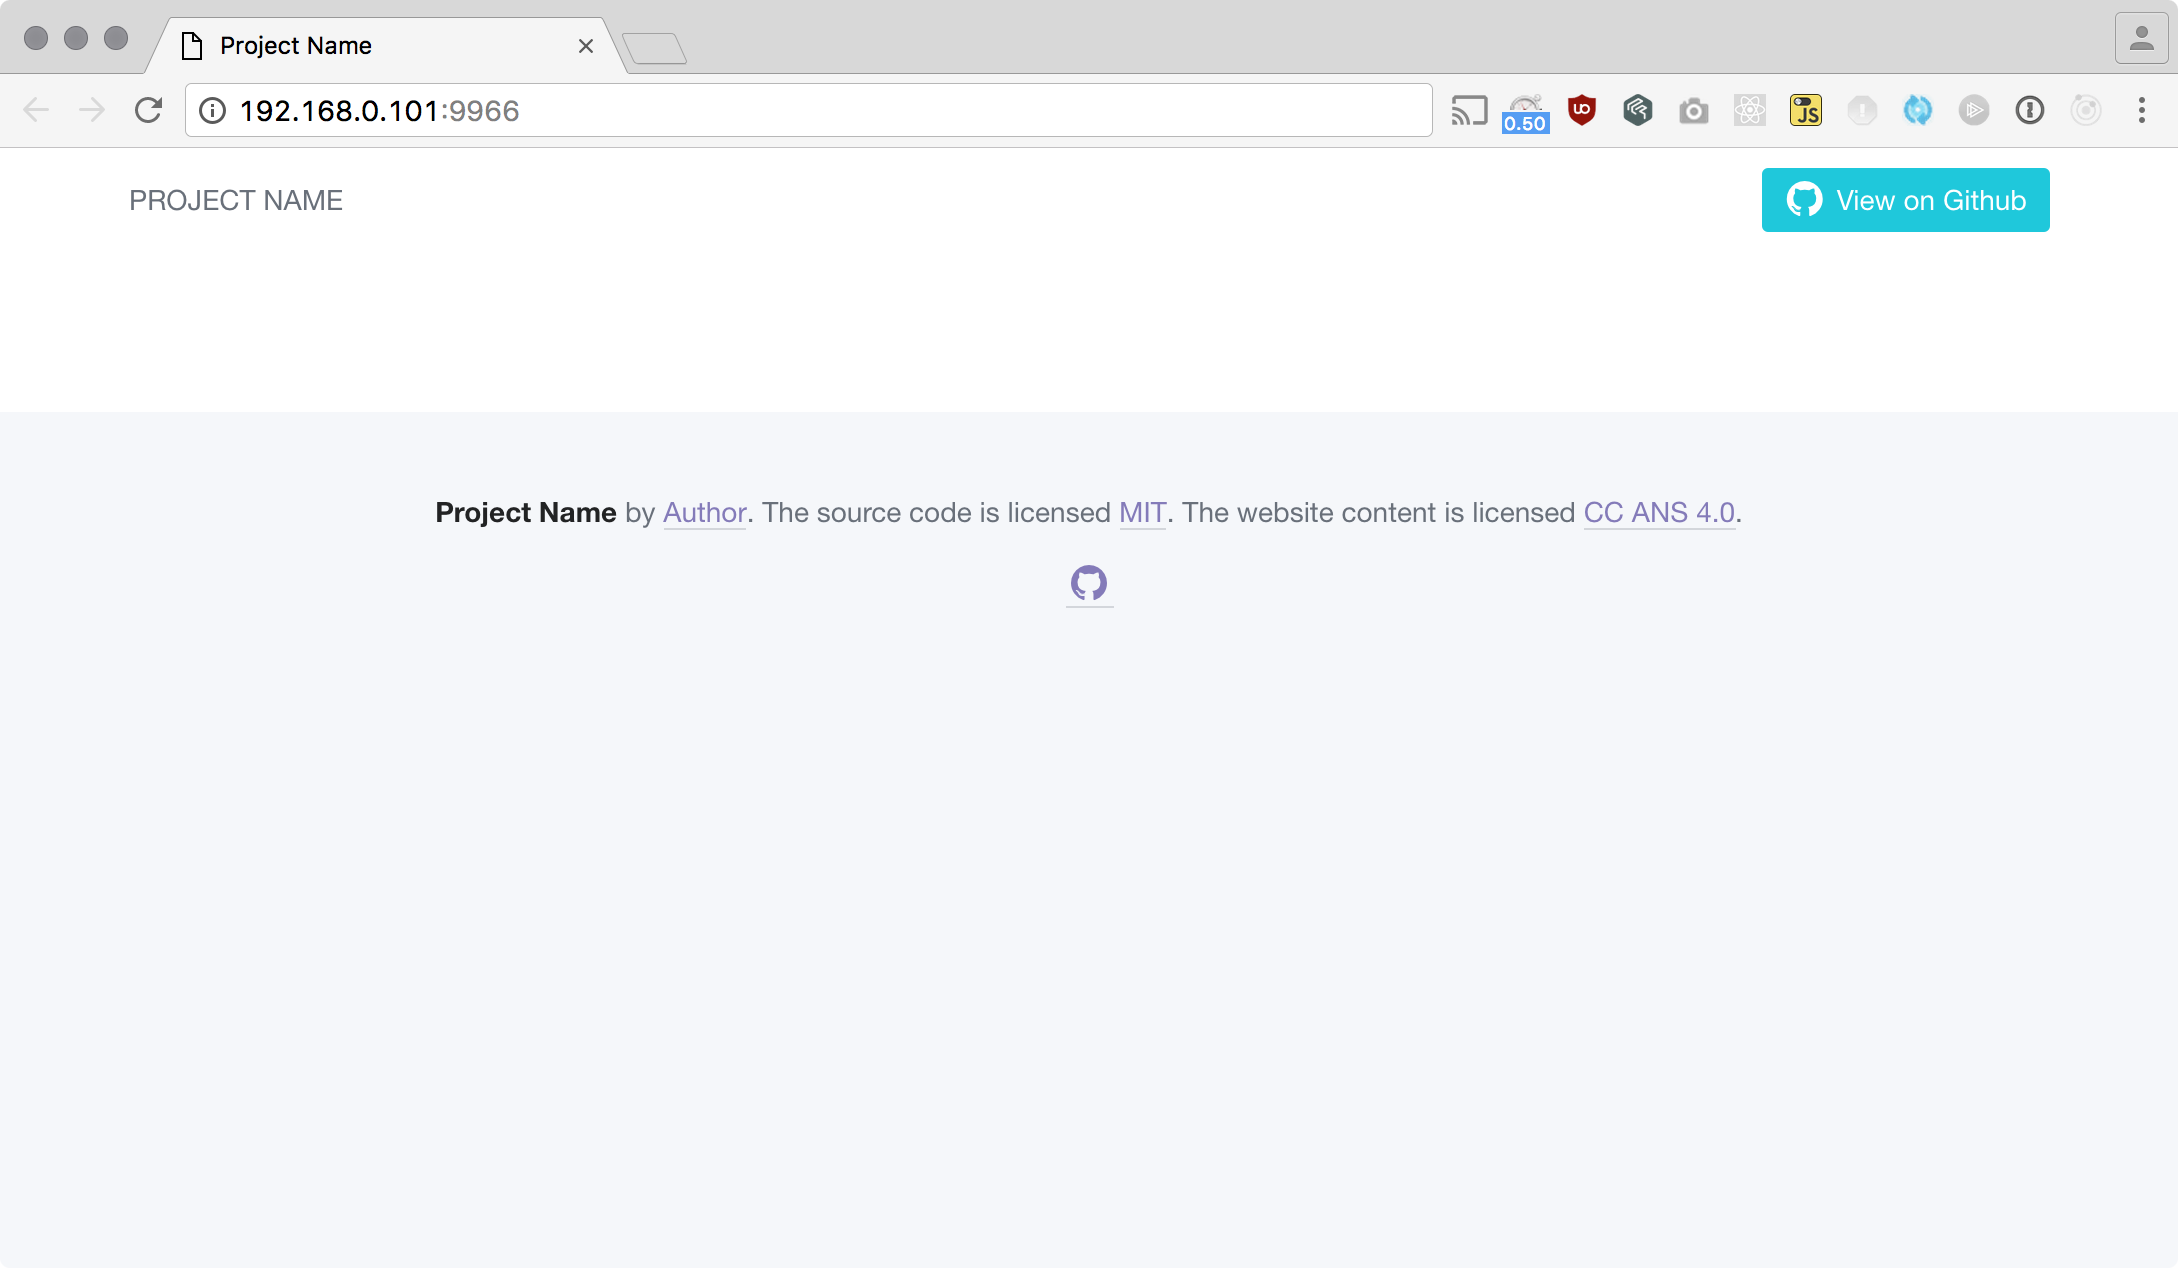 Project Name
192.168.0.101:9966
0.50
JS
PROJECT NAME
View on Github
Project Name by Author. The source code is licensed MIT. The website content is licensed CC ANS 4.0.